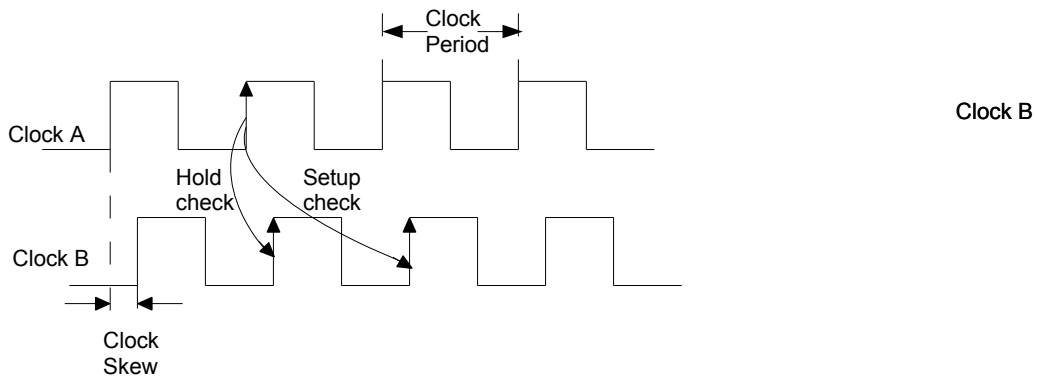 Clock
Period
Clock A
Clock B
Hold
check
Setup
check
Clock B
Clock
Skew